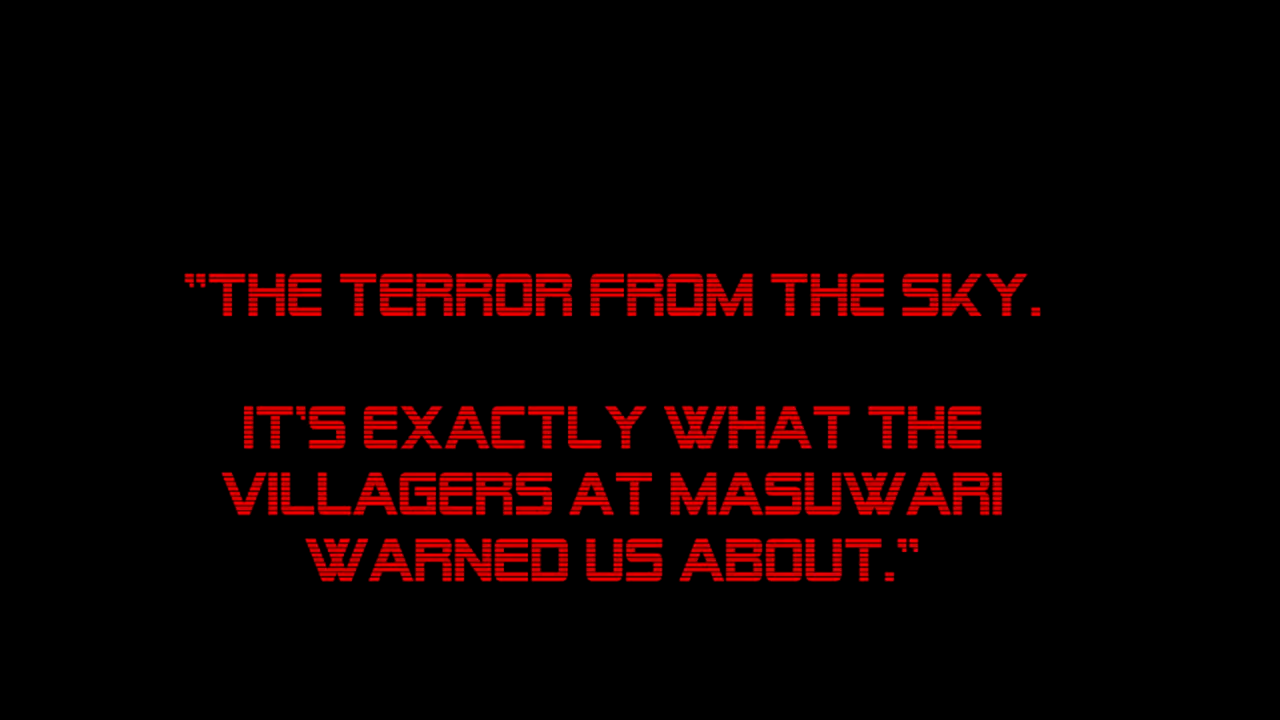 "THE TERROR FROM THE SKY.
IT'S EXACTLY WHAT THE
VILLAGERS AT MASUWARI
WARNED US ABOUT."